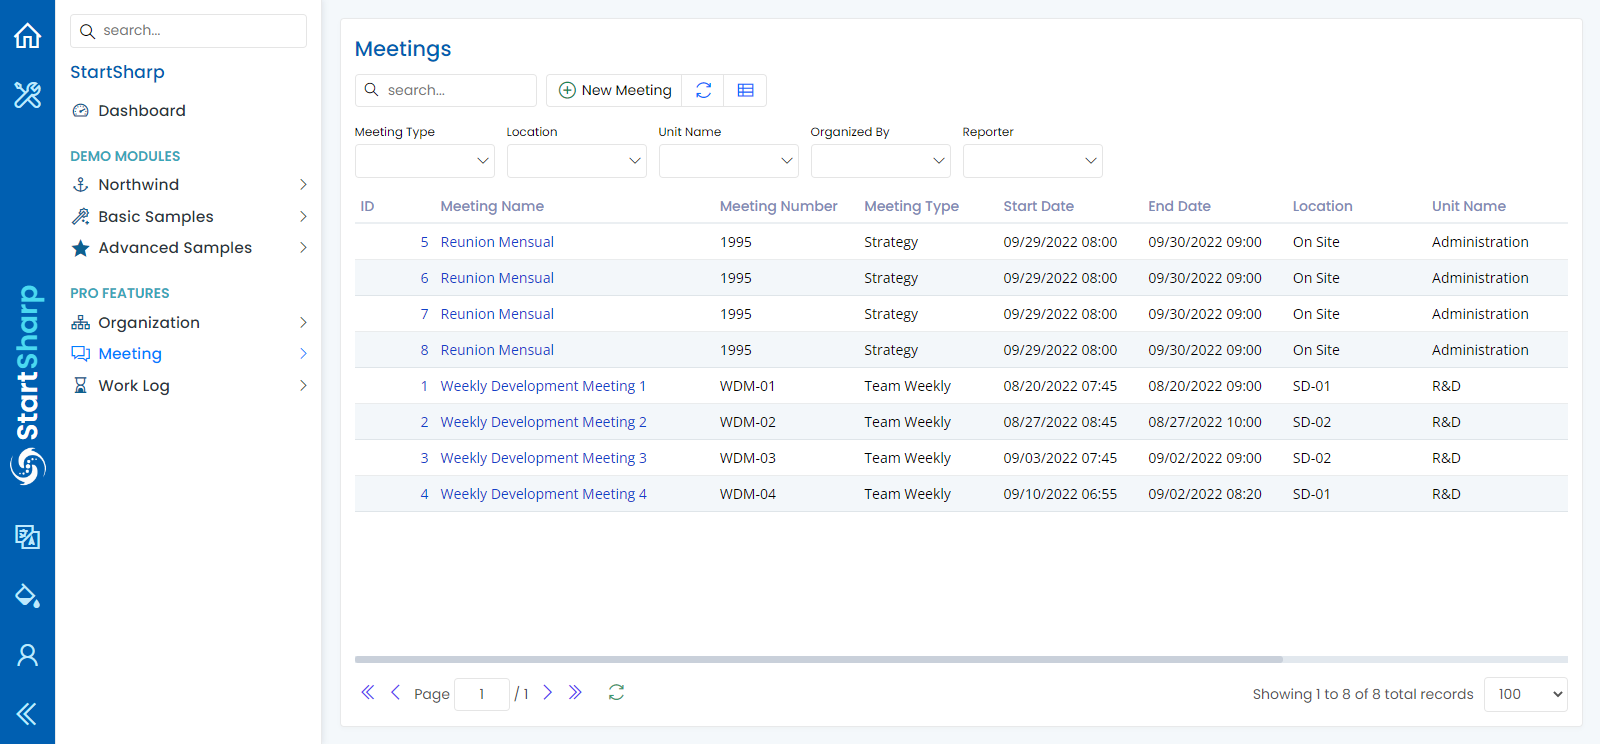 StartSharp
search...
StartSharp
Dashboard
DEMO MODULES
Northwind
Basic Samples
Advanced Samples
PRO FEATURES
Organization
Meeting
Work Log
Meetings
search...
New Meeting
Meeting Type Location Unit Name Organized By Reporter
ID Meeting Name Meeting Number Meeting Type Start Date End Date Location Unit Name
5 Reunion Mensual 1995 Strategy 09/29/2022 08:00 09/30/2022 09:00 On Site Administration
6 Reunion Mensual 1995 Strategy 09/29/2022 08:00 09/30/2022 09:00 On Site Administration
7 Reunion Mensual 1995 Strategy 09/29/2022 08:00 09/30/2022 09:00 On Site Administration
8 Reunion Mensual 1995 Strategy 09/29/2022 08:00 09/30/2022 09:00 On Site Administration
1 Weekly Development Meeting 1 WDM-01 Team Weekly 08/20/2022 07:45 08/20/2022 09:00 SD-01 R&D
2 Weekly Development Meeting 2 WDM-02 Team Weekly 08/27/2022 08:45 08/27/2022 10:00 SD-02 R&D
3 Weekly Development Meeting 3 WDM-03 Team Weekly 09/03/2022 07:45 09/02/2022 09:00 SD-02 R&D
4 Weekly Development Meeting 4 WDM-04 Team Weekly 09/10/2022 06:55 09/02/2022 08:20 SD-01 R&D
Page 1 / 1
Showing 1 to 8 of 8 total records 100